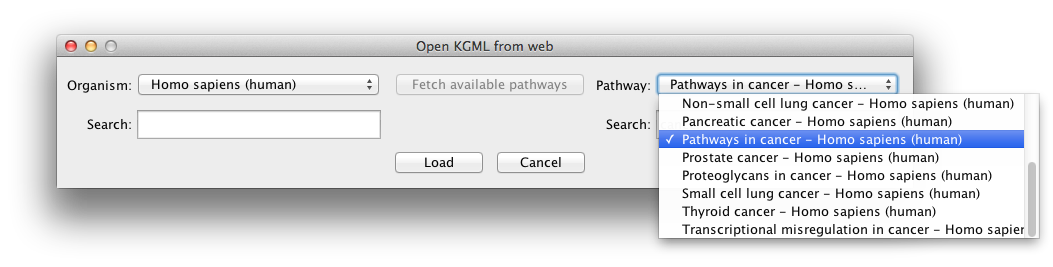 Open KGML from web
Organism: Homo sapiens (human) Fetch available pathways Pathway: Pathways in cancer – Homo s...
Non-small cell lung cancer – Homo sapiens (human)
Search: Search: Pancreatic cancer – Homo sapiens (human)
✓ Pathways in cancer – Homo sapiens (human)
Load Cancel Prostate cancer – Homo sapiens (human)
Proteoglycans in cancer – Homo sapiens (human)
Small cell lung cancer – Homo sapiens (human)
Thyroid cancer – Homo sapiens (human)
Transcriptional misregulation in cancer – Homo sapier